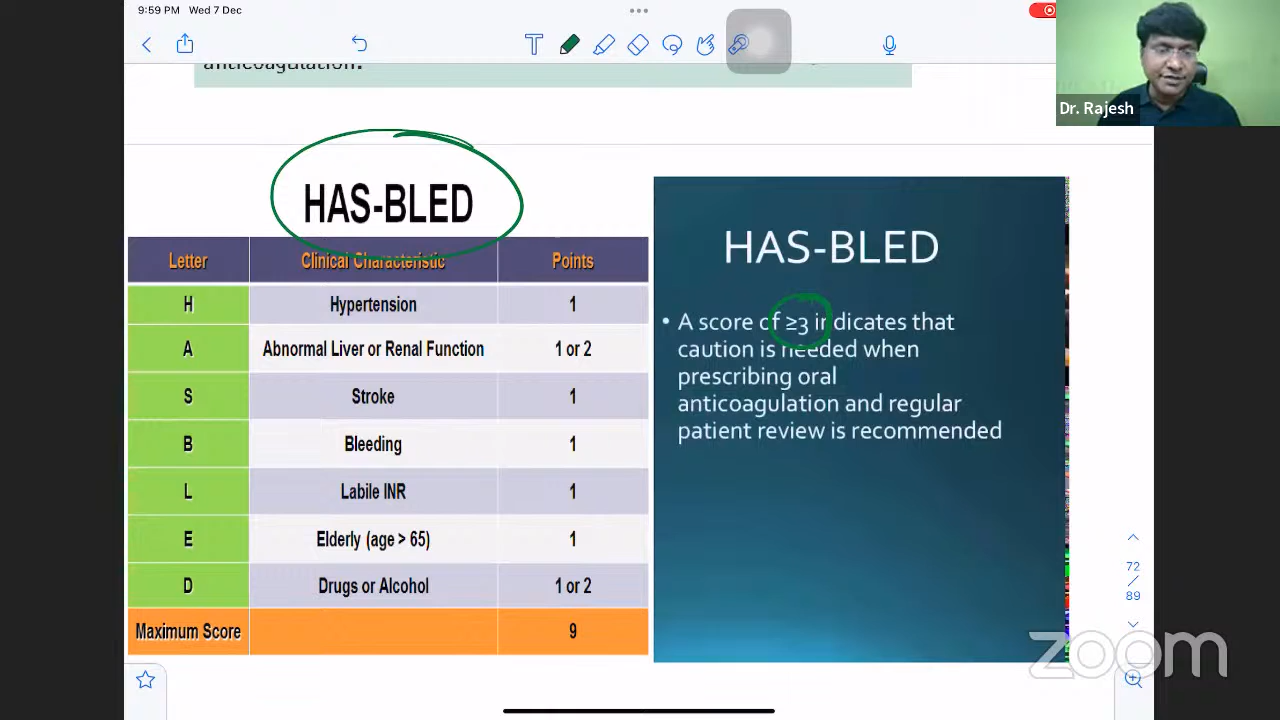 9:59 PM Wed 7 Dec
anticoagulation.
Dr. Rajesh
HAS-BLED
Letter Clinical Characteristic Points
H Hypertension 1
A Abnormal Liver or Renal Function 1 or 2
S Stroke 1
B Bleeding 1
L Labile INR 1
E Elderly (age > 65) 1
D Drugs or Alcohol 1 or 2
Maximum Score 9
HAS-BLED
• A score of ≥3 indicates that
caution is needed when
prescribing oral
anticoagulation and regular
patient review is recommended
72
/
89
zoom